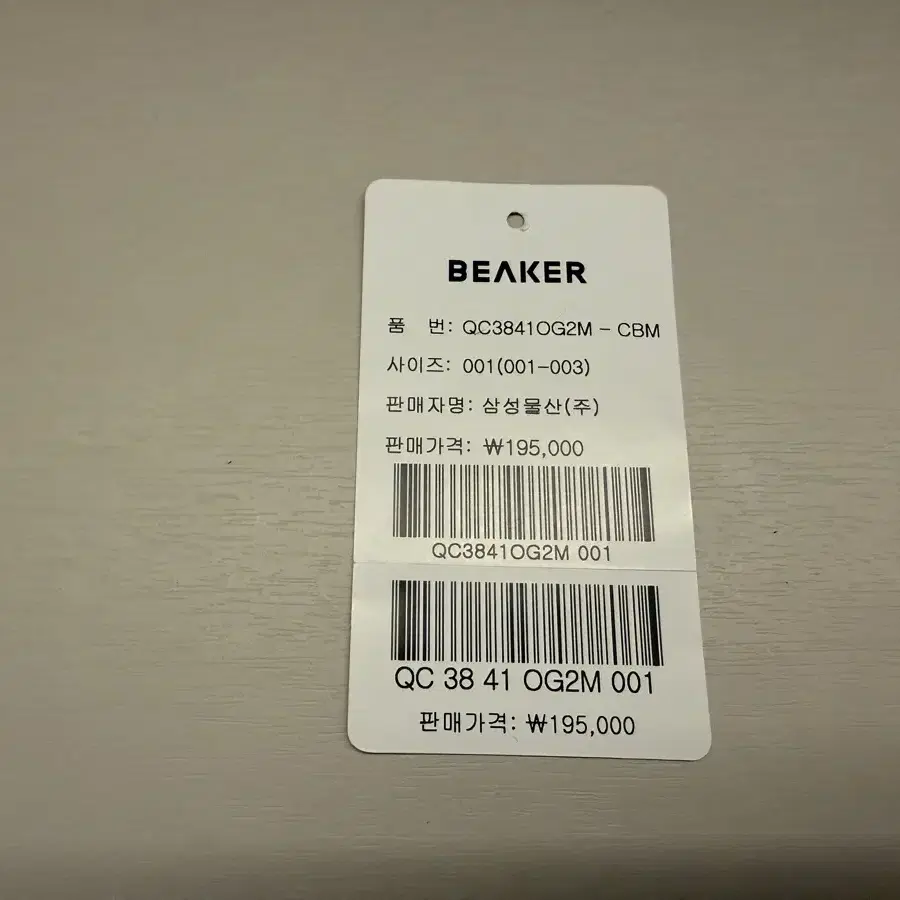 BEAKER
품 번: QC3841OG2M - CBM
사이즈: 001(001-003)
판매자명: 삼성물산(주)
판매가격: ₩195,000
QC3841OG2M 001
QC 38 41 OG2M 001
판매가격: ₩195,000